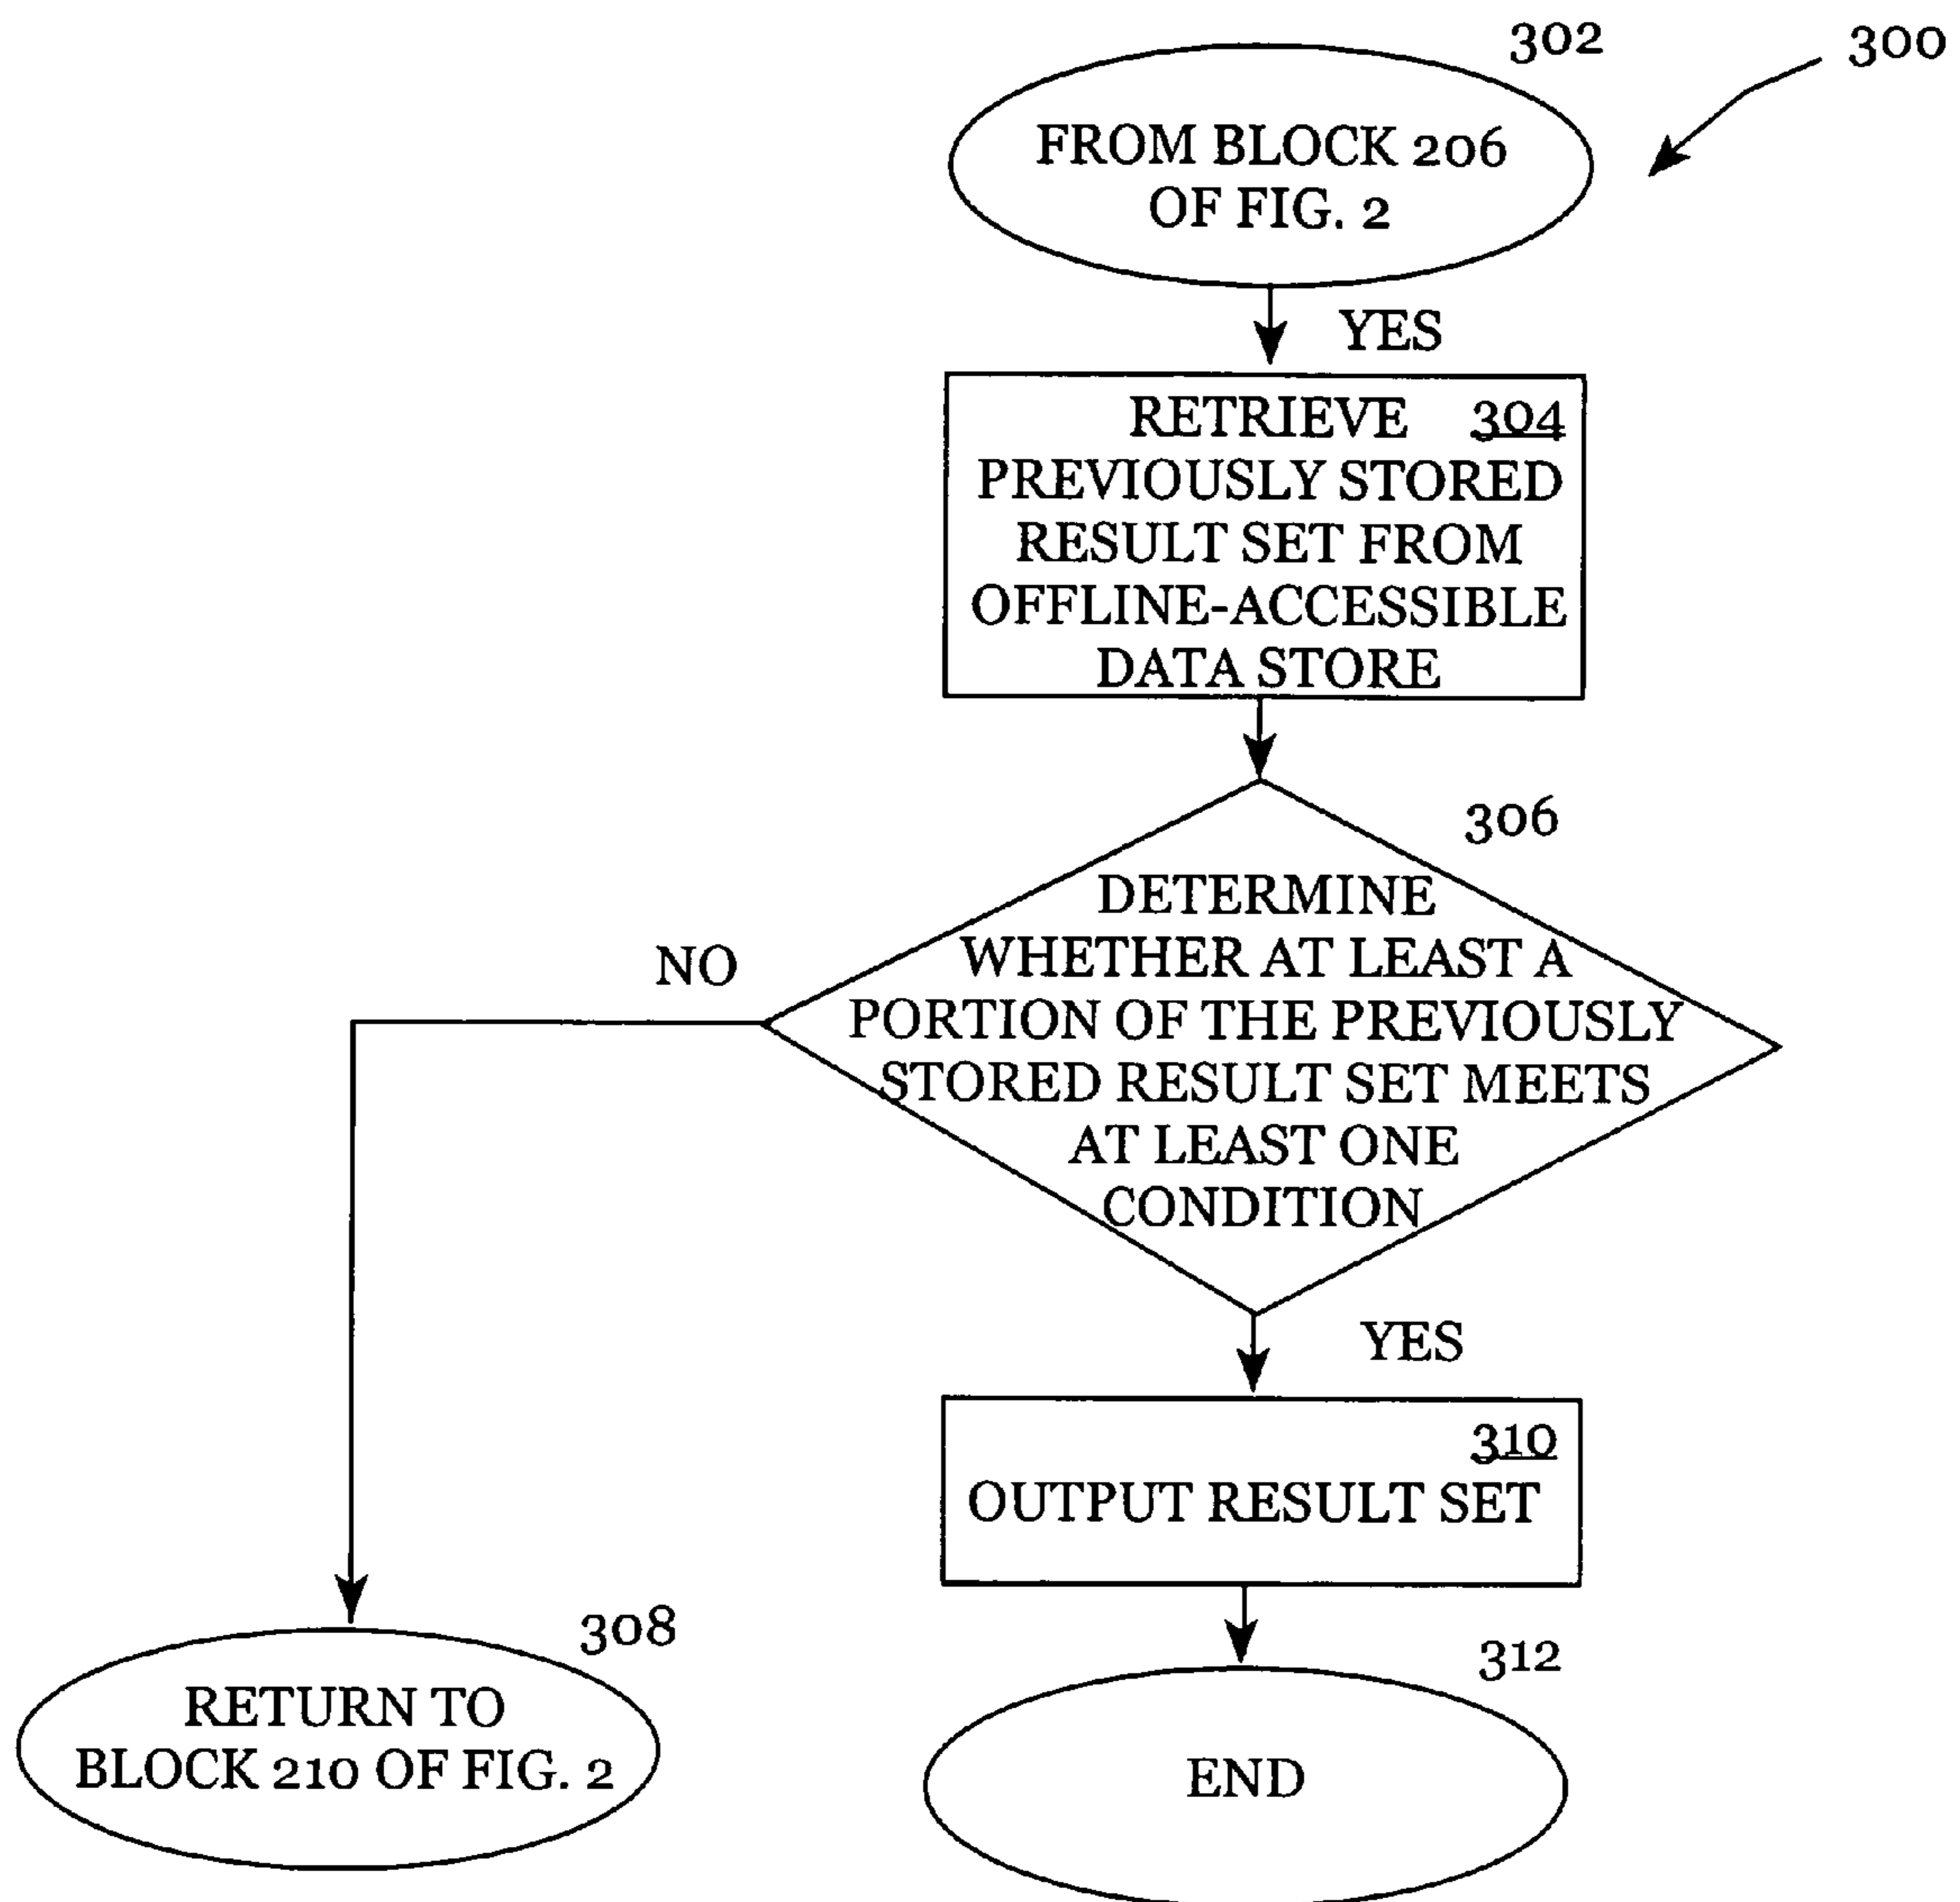 302
300
FROM BLOCK 206
OF FIG. 2
YES
RETRIEVE 304
PREVIOUSLY STORED
RESULT SET FROM
OFFLINE-ACCESSIBLE
DATA STORE
306
DETERMINE
WHETHER AT LEAST A
PORTION OF THE PREVIOUSLY
STORED RESULT SET MEETS
AT LEAST ONE
CONDITION
NO
YES
310
OUTPUT RESULT SET
308
RETURN TO
BLOCK 210 OF FIG. 2
312
END